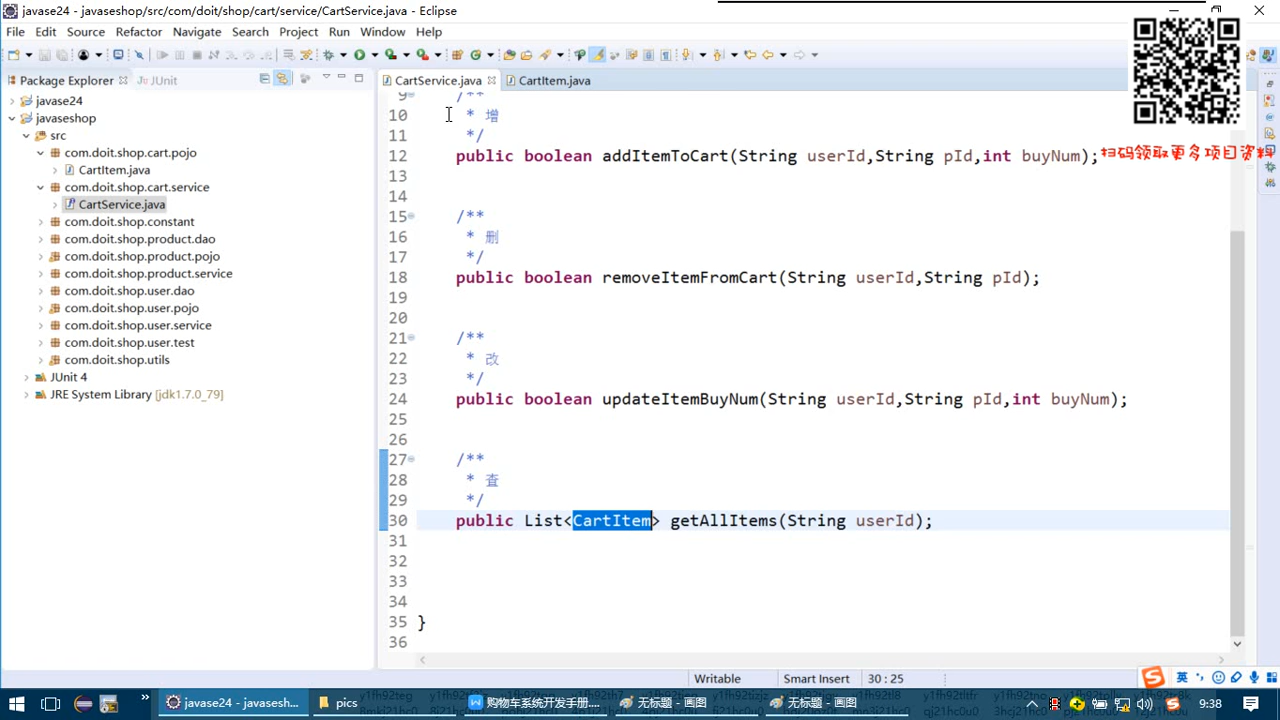 javase24 - javaseshop/src/com/doit/shop/cart/service/CartService.java - Eclipse
File Edit Source Refactor Navigate Search Project Run Window Help
Package Explorer JUnit
CartService.java CartItem.java
javase24
javaseshop
src
com.doit.shop.cart.pojo
CartItem.java
com.doit.shop.cart.service
CartService.java
com.doit.shop.constant
com.doit.shop.product.dao
com.doit.shop.product.pojo
com.doit.shop.product.service
com.doit.shop.user.dao
com.doit.shop.user.pojo
com.doit.shop.user.service
com.doit.shop.user.test
com.doit.shop.utils
JUnit 4
JRE System Library [jdk1.7.0_79]
9 /**
10 * 增
11 */
12 public boolean addItemToCart(String userId,String pId,int buyNum);
13
14
15 /**
16 * 删
17 */
18 public boolean removeItemFromCart(String userId,String pId);
19
20
21 /**
22 * 改
23 */
24 public boolean updateItemBuyNum(String userId,String pId,int buyNum);
25
26
27 /**
28 * 查
29 */
30 public List<CartItem> getAllItems(String userId);
31
32
33
34
35 }
36
扫码领取更多项目资料
Writable Smart Insert 30 : 25
英
javase24 - javasesh... pics 购物车系统开发手册.... 无标题 - 画图 无标题 - 画图 9:38